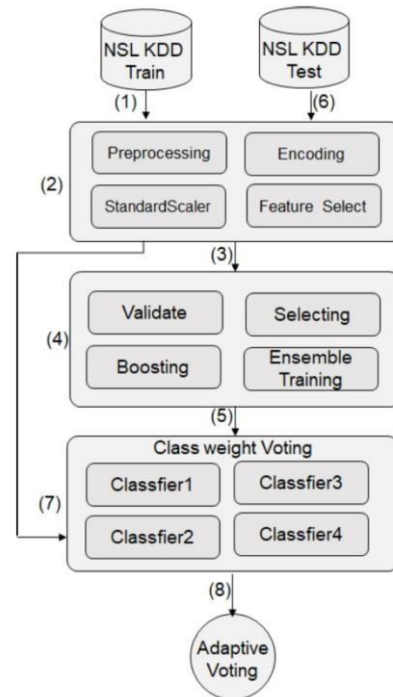 NSL KDD
Train
NSL KDD
Test
(1)
(6)
(2)
Preprocessing
Encoding
StandardScaler
Feature Select
(3)
(4)
Validate
Selecting
Boosting
Ensemble
Training
(5)
Class weight Voting
(7)
Classfier1
Classfier3
Classfier2
Classfier4
(8)
Adaptive
Voting